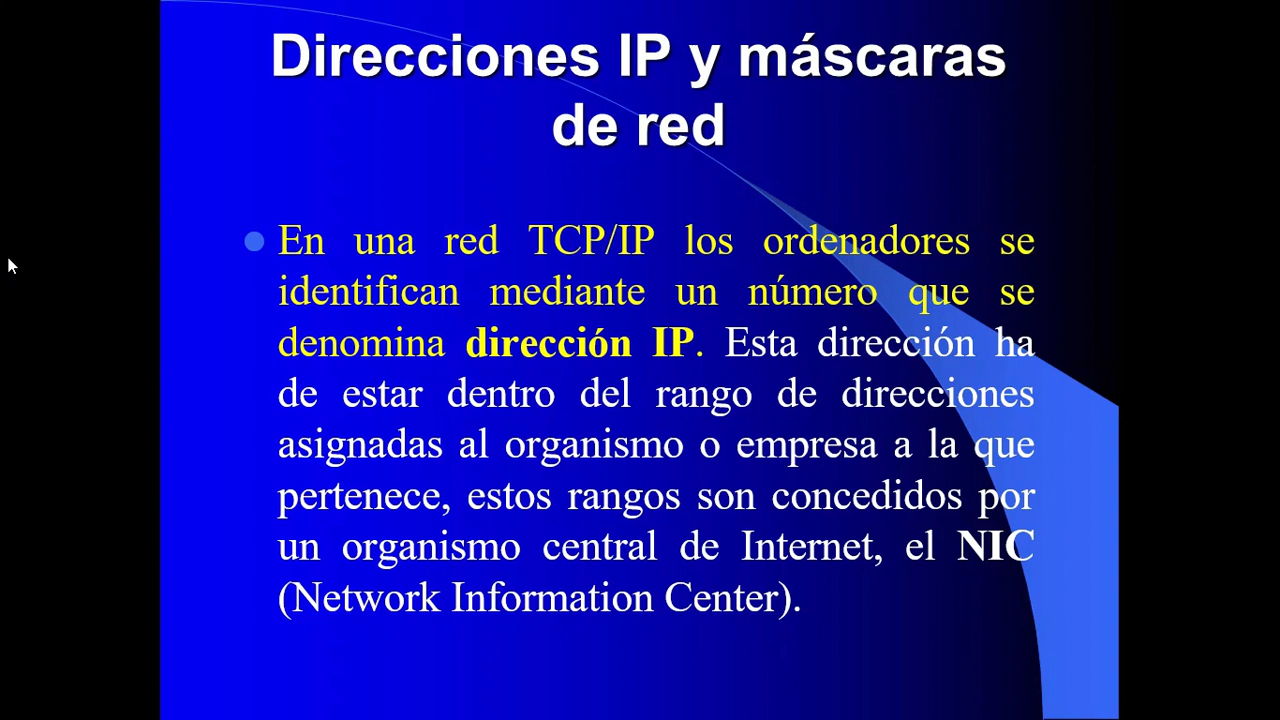 Direcciones IP y máscaras
de red
En una red TCP/IP los ordenadores se
identifican mediante un número que se
denomina dirección IP. Esta dirección ha
de estar dentro del rango de direcciones
asignadas al organismo o empresa a la que
pertenece, estos rangos son concedidos por
un organismo central de Internet, el NIC
(Network Information Center).